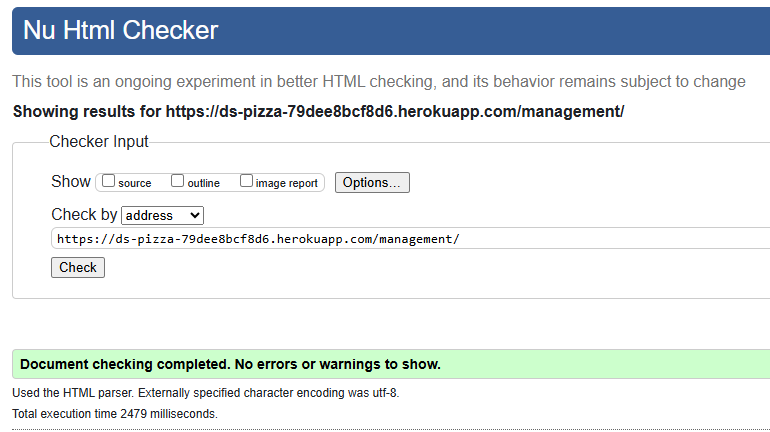 Nu Html Checker
This tool is an ongoing experiment in better HTML checking, and its behavior remains subject to change
Showing results for https://ds-pizza-79dee8bcf8d6.herokuapp.com/management/
Checker Input
Show source outline image report Options...
Check by address
https://ds-pizza-79dee8bcf8d6.herokuapp.com/management/
Check
Document checking completed. No errors or warnings to show.
Used the HTML parser. Externally specified character encoding was utf-8.
Total execution time 2479 milliseconds.